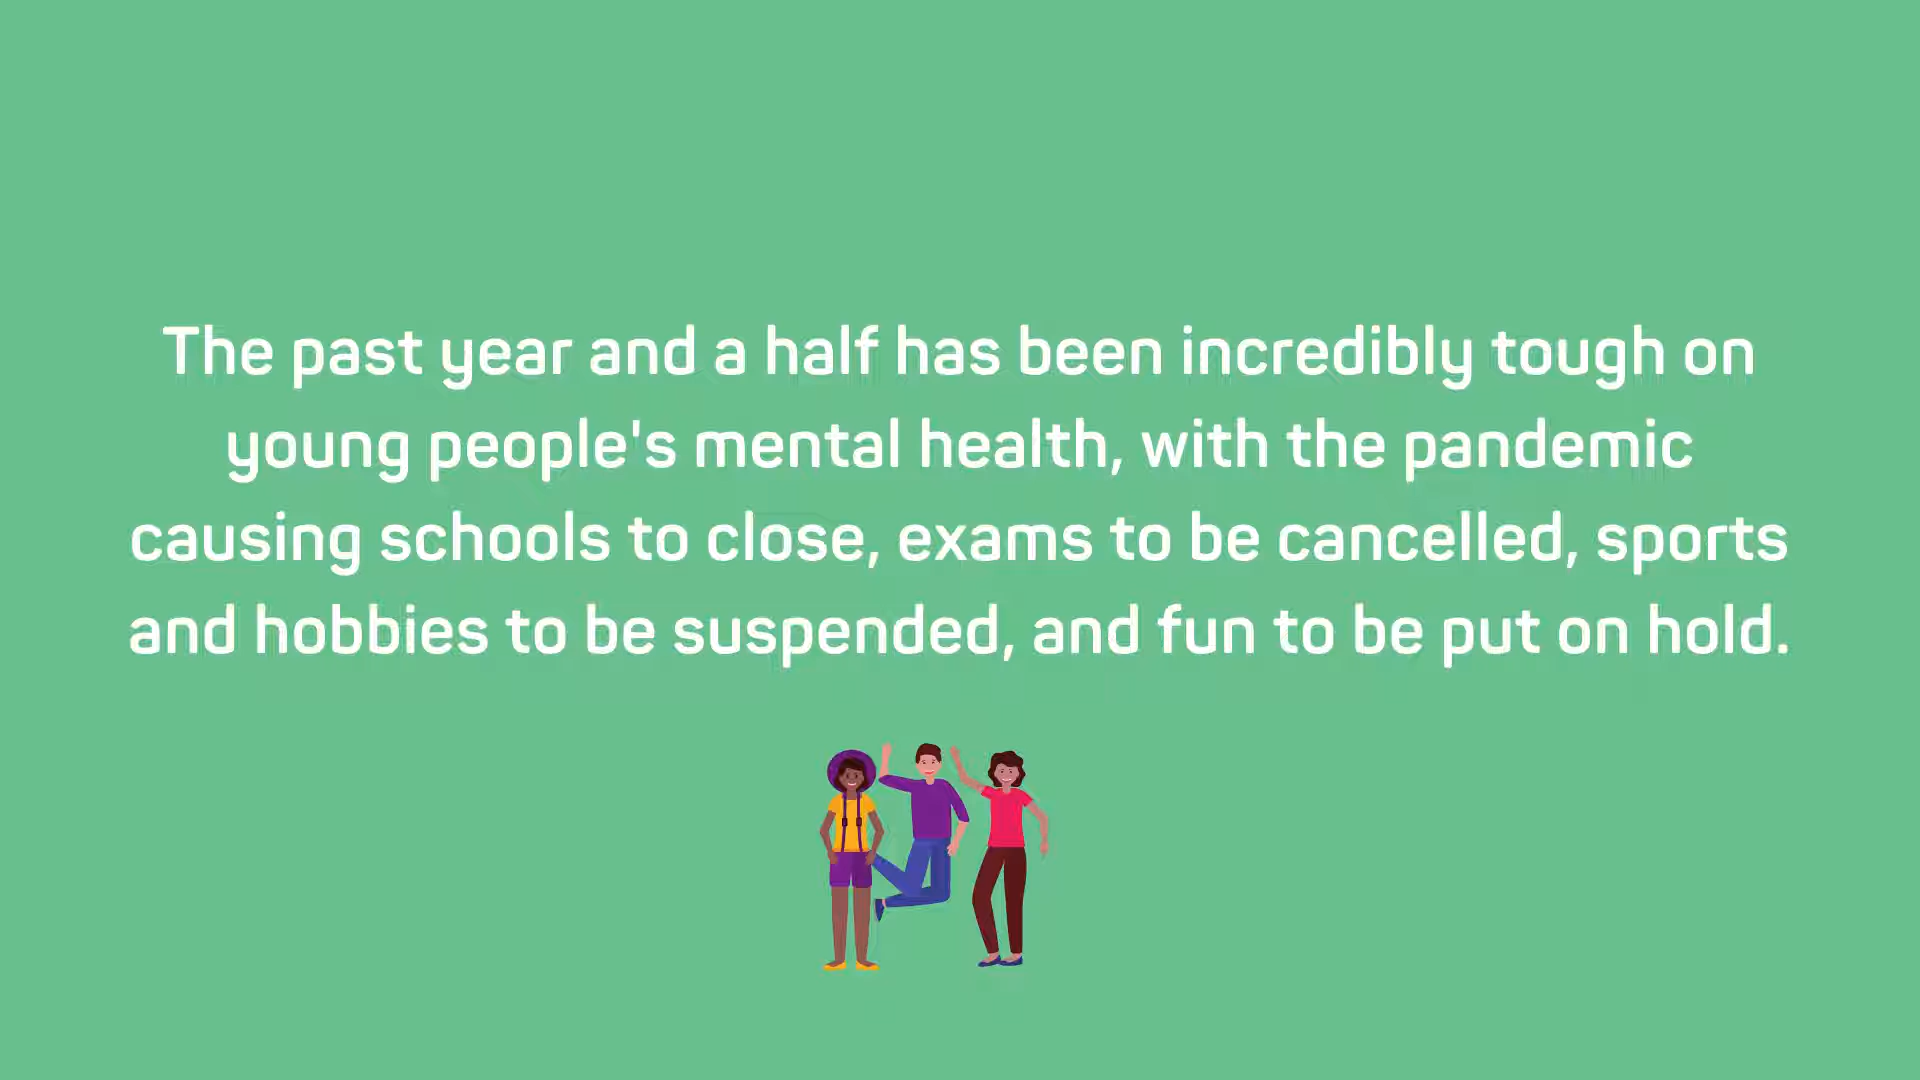 The past year and a half has been incredibly tough on
young people's mental health, with the pandemic
causing schools to close, exams to be cancelled, sports
and hobbies to be suspended, and fun to be put on hold.